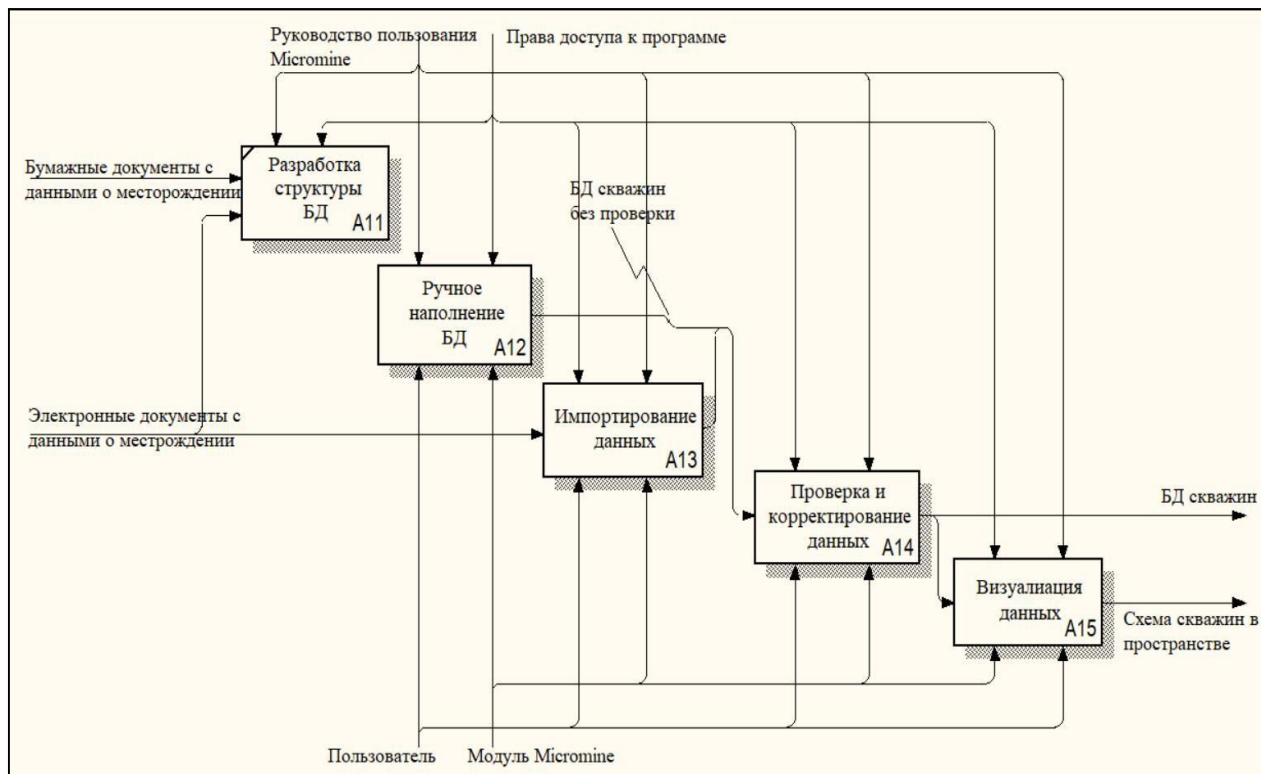 Руководство пользования
Micromine
Права доступа к программе
Бумажные документы с
данными о месторождении
Разработка
структуры
БД
A11
БД скважин
без проверки
Ручное
наполнение
БД
A12
Электронные документы с
данными о местрождении
Импортирование
данных
A13
Проверка и
корректирование
данных
A14
БД скважин
Визуалиация
данных
A15
Схема скважин в
пространстве
Пользователь
Модуль Micromine